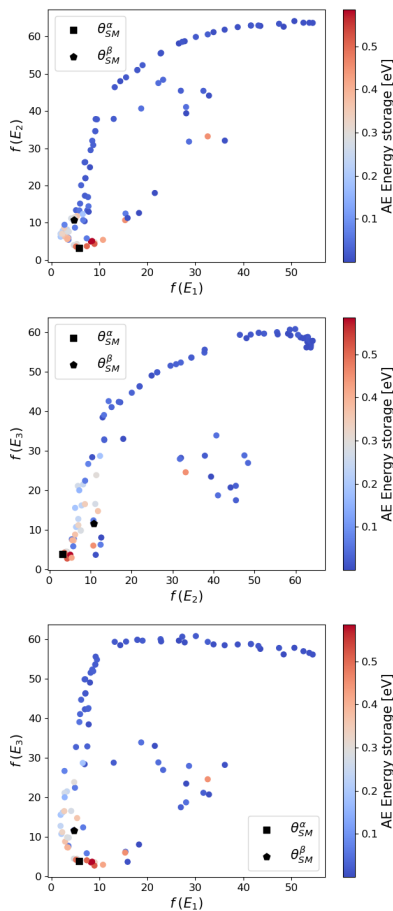 θ^α_SM
θ^β_SM
60
50
40
30
20
10
0
f (E₂)
0 10 20 30 40 50
f (E₁)
0.5
0.4
0.3
0.2
0.1
AE Energy storage [eV]
θ^α_SM
θ^β_SM
60
50
40
30
20
10
0
f (E₃)
0 10 20 30 40 50 60
f (E₂)
0.5
0.4
0.3
0.2
0.1
AE Energy storage [eV]
60
50
40
30
20
10
0
f (E₃)
θ^α_SM
θ^β_SM
0 10 20 30 40 50
f (E₁)
0.5
0.4
0.3
0.2
0.1
AE Energy storage [eV]